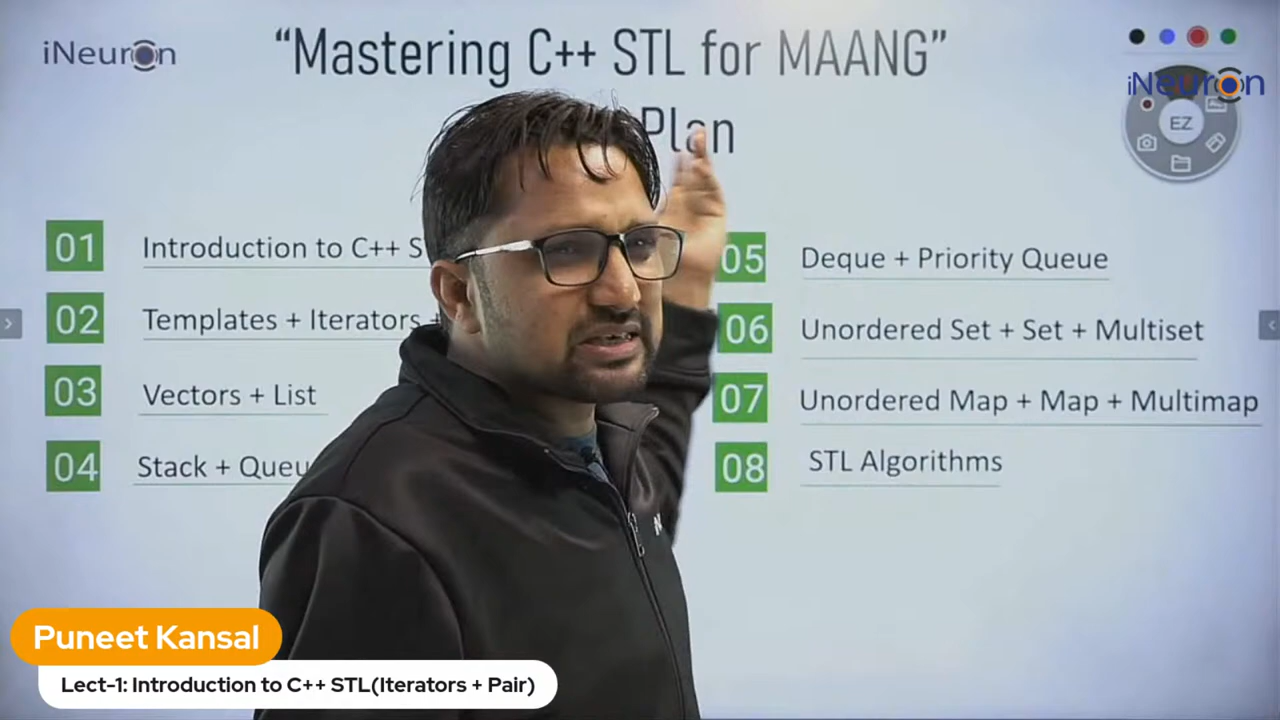 iNeuron
“Mastering C++ STL for MAANG”
Plan
iNeuron
EZ
01 Introduction to C++ S
02 Templates + Iterators +
03 Vectors + List
04 Stack + Queu
05 Deque + Priority Queue
06 Unordered Set + Set + Multiset
07 Unordered Map + Map + Multimap
08 STL Algorithms
Puneet Kansal
Lect-1: Introduction to C++ STL(Iterators + Pair)